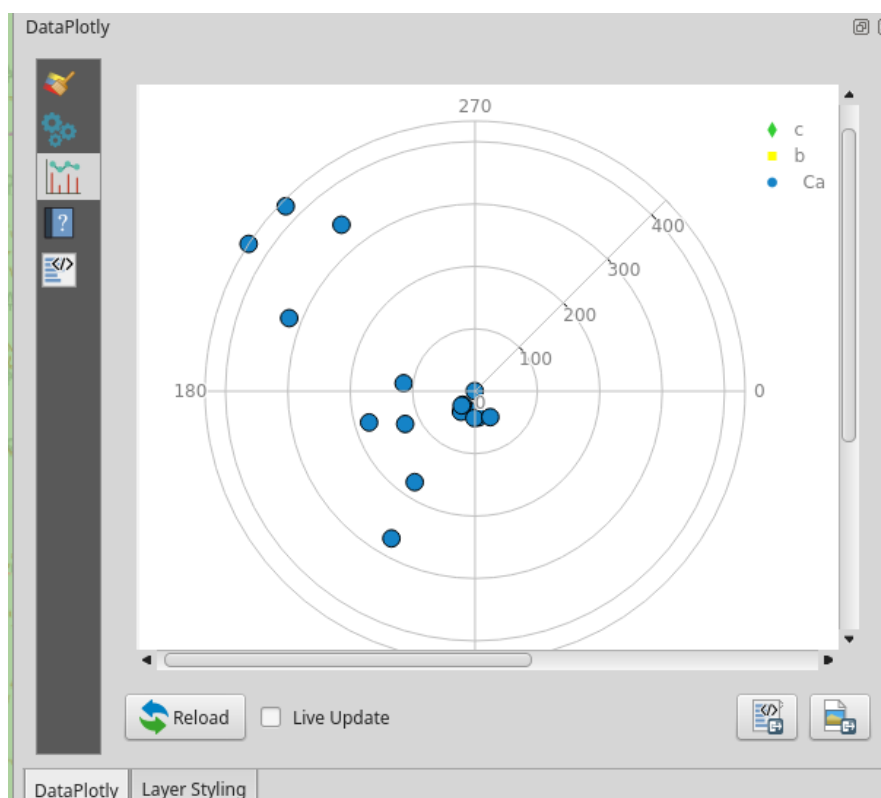 DataPlotly
270
c
b
Ca
400
300
200
100
180
0
0
?
</>
Reload
Live Update
</>
DataPlotly
Layer Styling